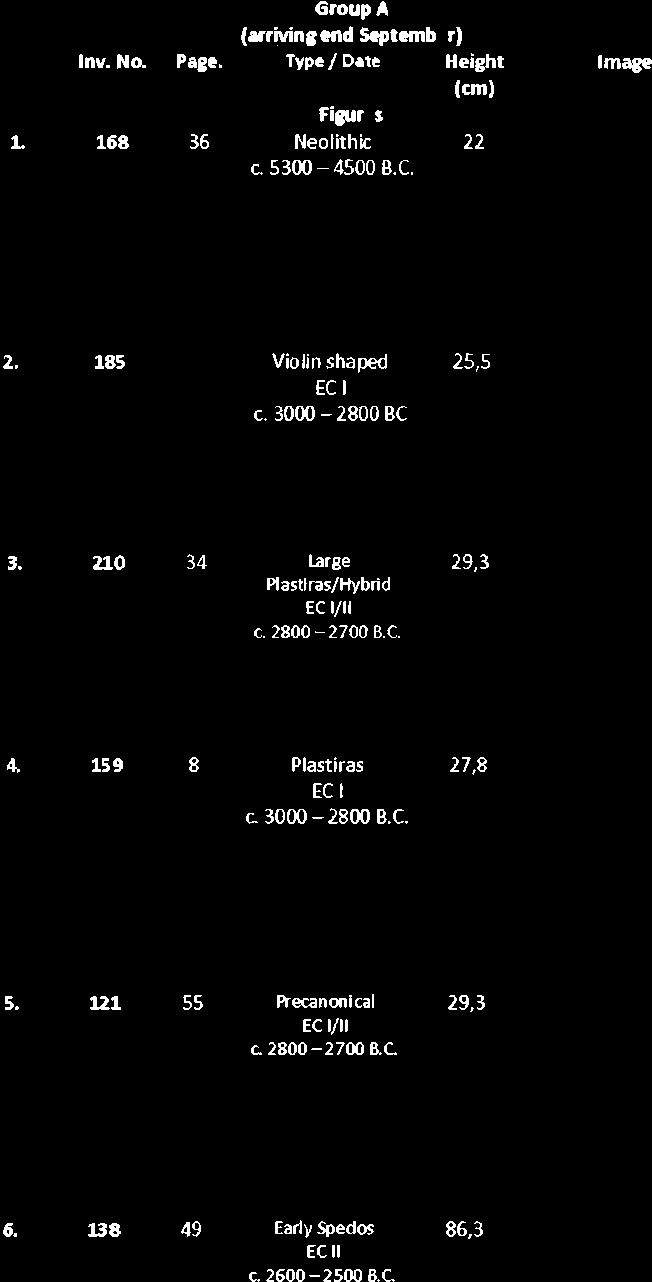 Group A
(arriving end Septemb r)
Inv. No. Page. Type / Date Height (cm) Image
Figur s
1. 168 36 Neolithic 22
c. 5300 – 4500 B.C.
2. 185 Violin shaped 25,5
EC I
c. 3000 – 2800 BC
3. 210 34 Large 29,3
Plastiras/Hybrid
EC I/II
c. 2800 – 2700 B.C.
4. 159 8 Plastiras 27,8
EC I
c. 3000 – 2800 B.C.
5. 121 55 Precanonical 29,3
EC I/II
c. 2800 – 2700 B.C.
6. 138 49 Early Spedos 86,3
EC II
c. 2600 – 2500 B.C.